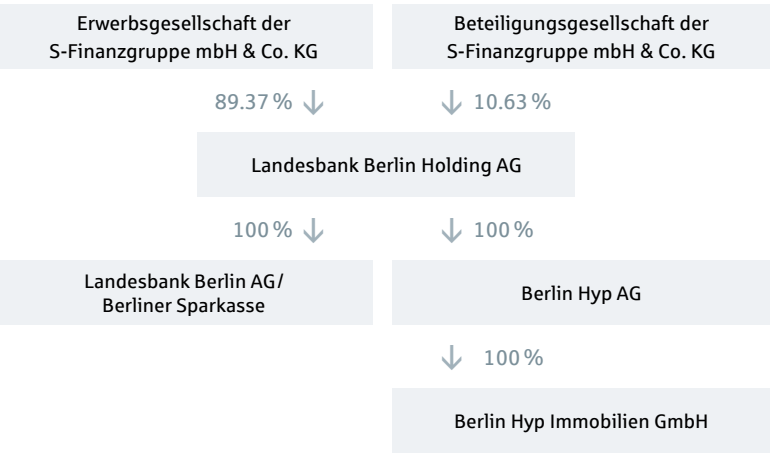 Erwerbsgesellschaft der
S-Finanzgruppe mbH & Co. KG
Beteiligungsgesellschaft der
S-Finanzgruppe mbH & Co. KG
89.37 %
10.63 %
Landesbank Berlin Holding AG
100 %
100 %
Landesbank Berlin AG/
Berliner Sparkasse
Berlin Hyp AG
100 %
Berlin Hyp Immobilien GmbH